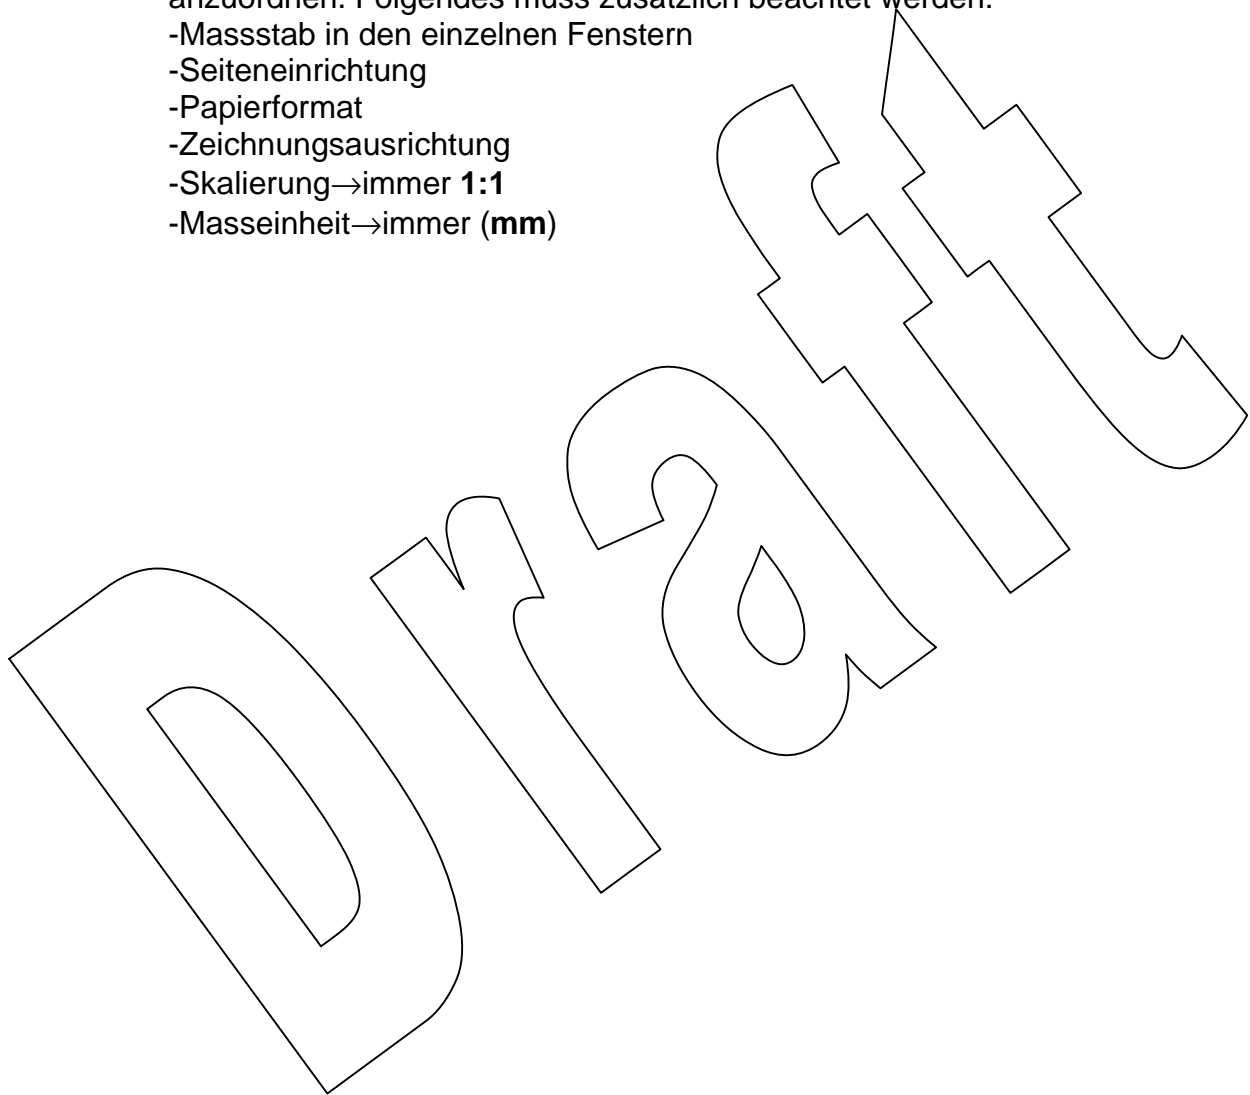 anzuordnen. Folgendes muss zusätzlich beachtet werden:
-Massstab in den einzelnen Fenstern
-Seiteneinrichtung
-Papierformat
-Zeichnungsausrichtung
-Skalierung→immer 1:1
-Masseinheit→immer (mm)
Draft